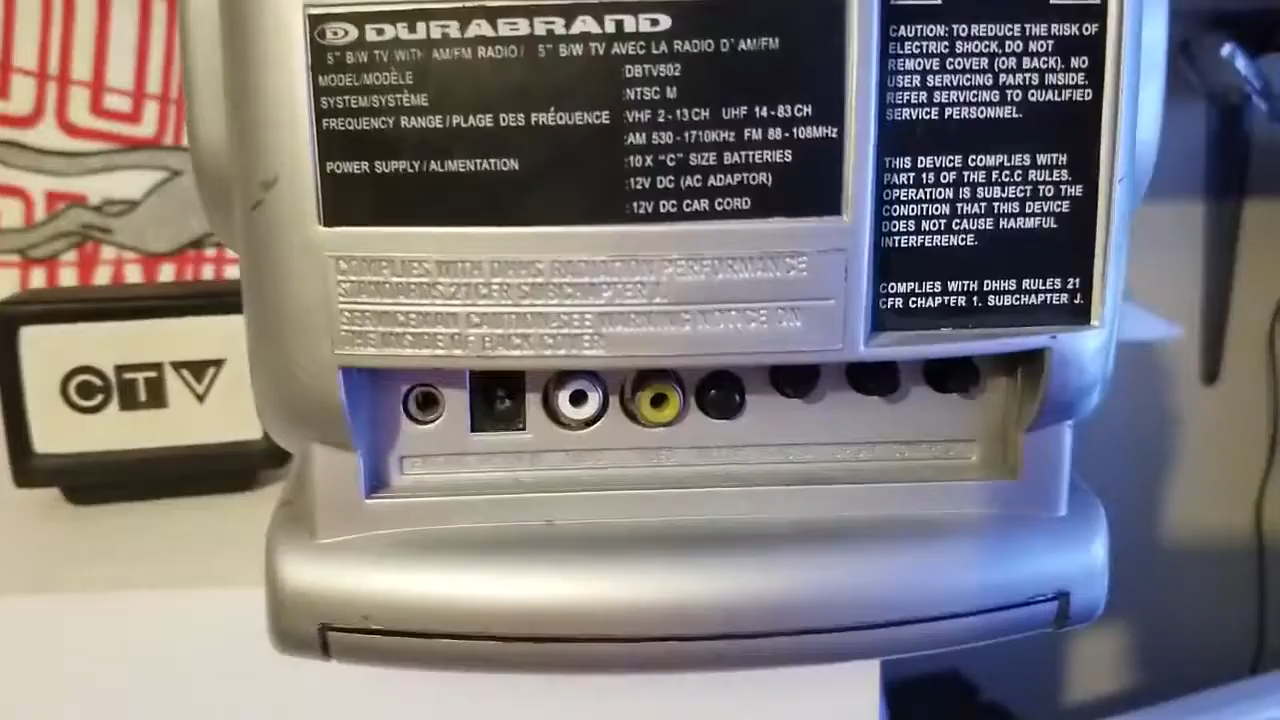 DURABRAND
5" B/W TV WITH AM/FM RADIO/ 5" B/W TV AVEC LA RADIO D'AM/FM
MODEL/MODÈLE :DBTV502
SYSTEM/SYSTÈME :NTSC M
FREQUENCY RANGE/PLAGE DES FRÉQUENCE :VHF 2-13CH UHF 14-83CH
:AM 530-1710KHz FM 88-108MHz
POWER SUPPLY/ALIMENTATION :10 X "C" SIZE BATTERIES
:12V DC (AC ADAPTOR)
:12V DC CAR CORD
CAUTION: TO REDUCE THE RISK OF
ELECTRIC SHOCK, DO NOT
REMOVE COVER (OR BACK). NO
USER SERVICING PARTS INSIDE.
REFER SERVICING TO QUALIFIED
SERVICE PERSONNEL.
THIS DEVICE COMPLIES WITH
PART 15 OF THE F.C.C RULES.
OPERATION IS SUBJECT TO THE
CONDITION THAT THIS DEVICE
DOES NOT CAUSE HARMFUL
INTERFERENCE.
COMPLIES WITH DHHS RULES 21
CFR CHAPTER 1. SUBCHAPTER J.
COMPLIES WITH DHHS RADIATION PERFORMANCE
STANDARDS 21 CFR SUBCHAPTER J
SERVICEMAN CAUTION:SEE WARNING NOTICE ON
THE INSIDE OF BACK COVER
CTV